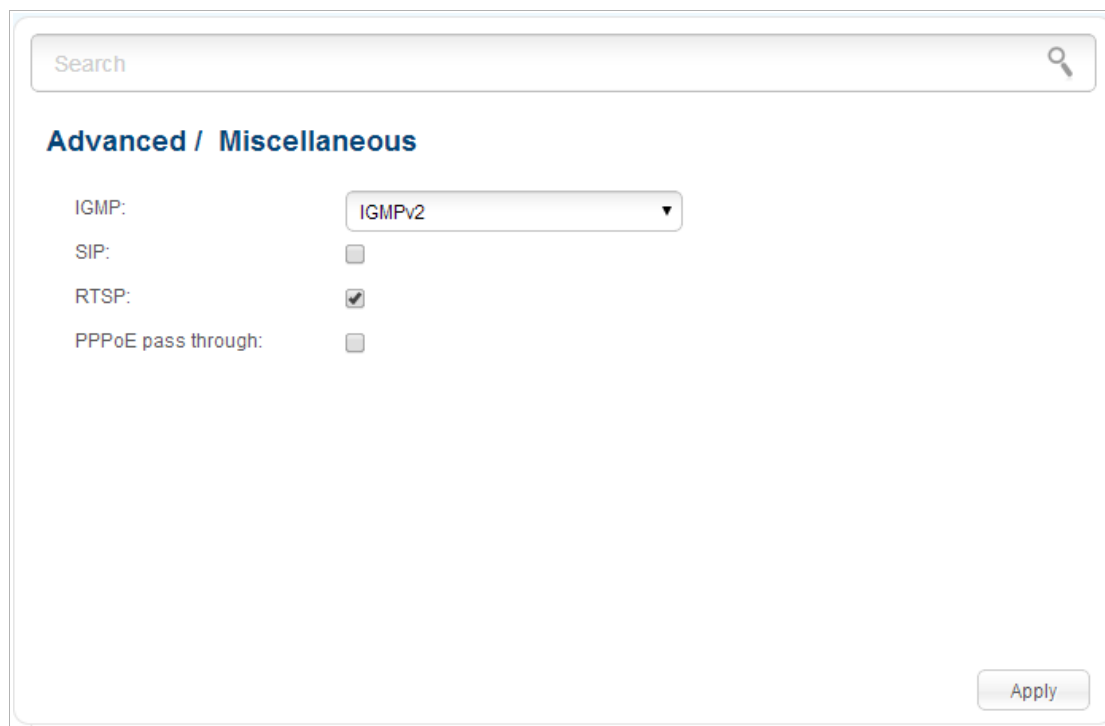 Search
Advanced / Miscellaneous
IGMP:
IGMPv2
SIP:
RTSP:
PPPoE pass through:
Apply